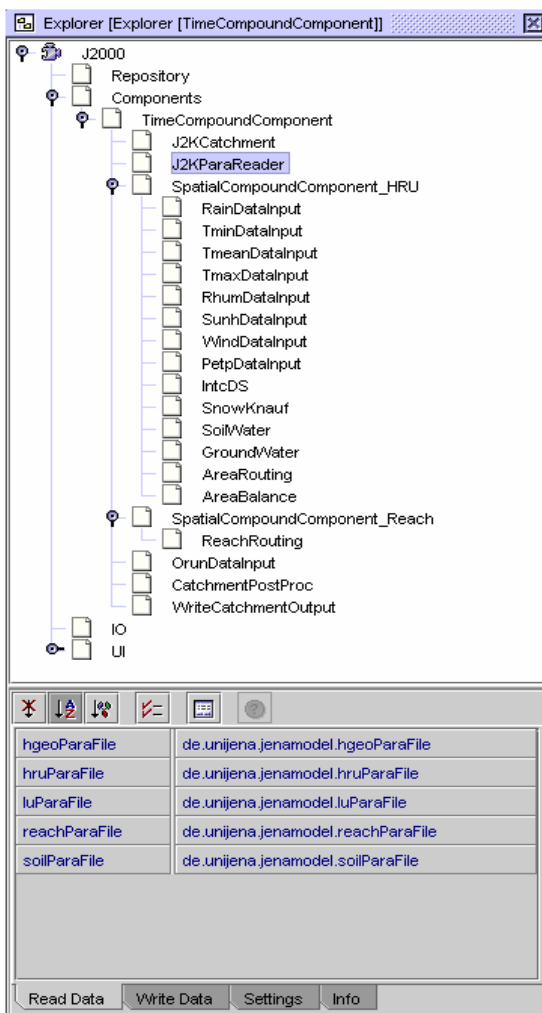 Explorer [Explorer [TimeCompoundComponent]]
J2000
Repository
Components
TimeCompoundComponent
J2KCatchment
J2KParaReader
SpatialCompoundComponent_HRU
RainDataInput
TminDataInput
TmeanDataInput
TmaxDataInput
RhumDataInput
SunhDataInput
WindDataInput
PetpDataInput
IntcDS
SnowKnauf
SoilWater
GroundWater
AreaRouting
AreaBalance
SpatialCompoundComponent_Reach
ReachRouting
OrunDataInput
CatchmentPostProc
WriteCatchmentOutput
IO
UI
hgeoParaFile de.unijena.jenamodel.hgeoParaFile
hruParaFile de.unijena.jenamodel.hruParaFile
luParaFile de.unijena.jenamodel.luParaFile
reachParaFile de.unijena.jenamodel.reachParaFile
soilParaFile de.unijena.jenamodel.soilParaFile
Read Data Write Data Settings Info